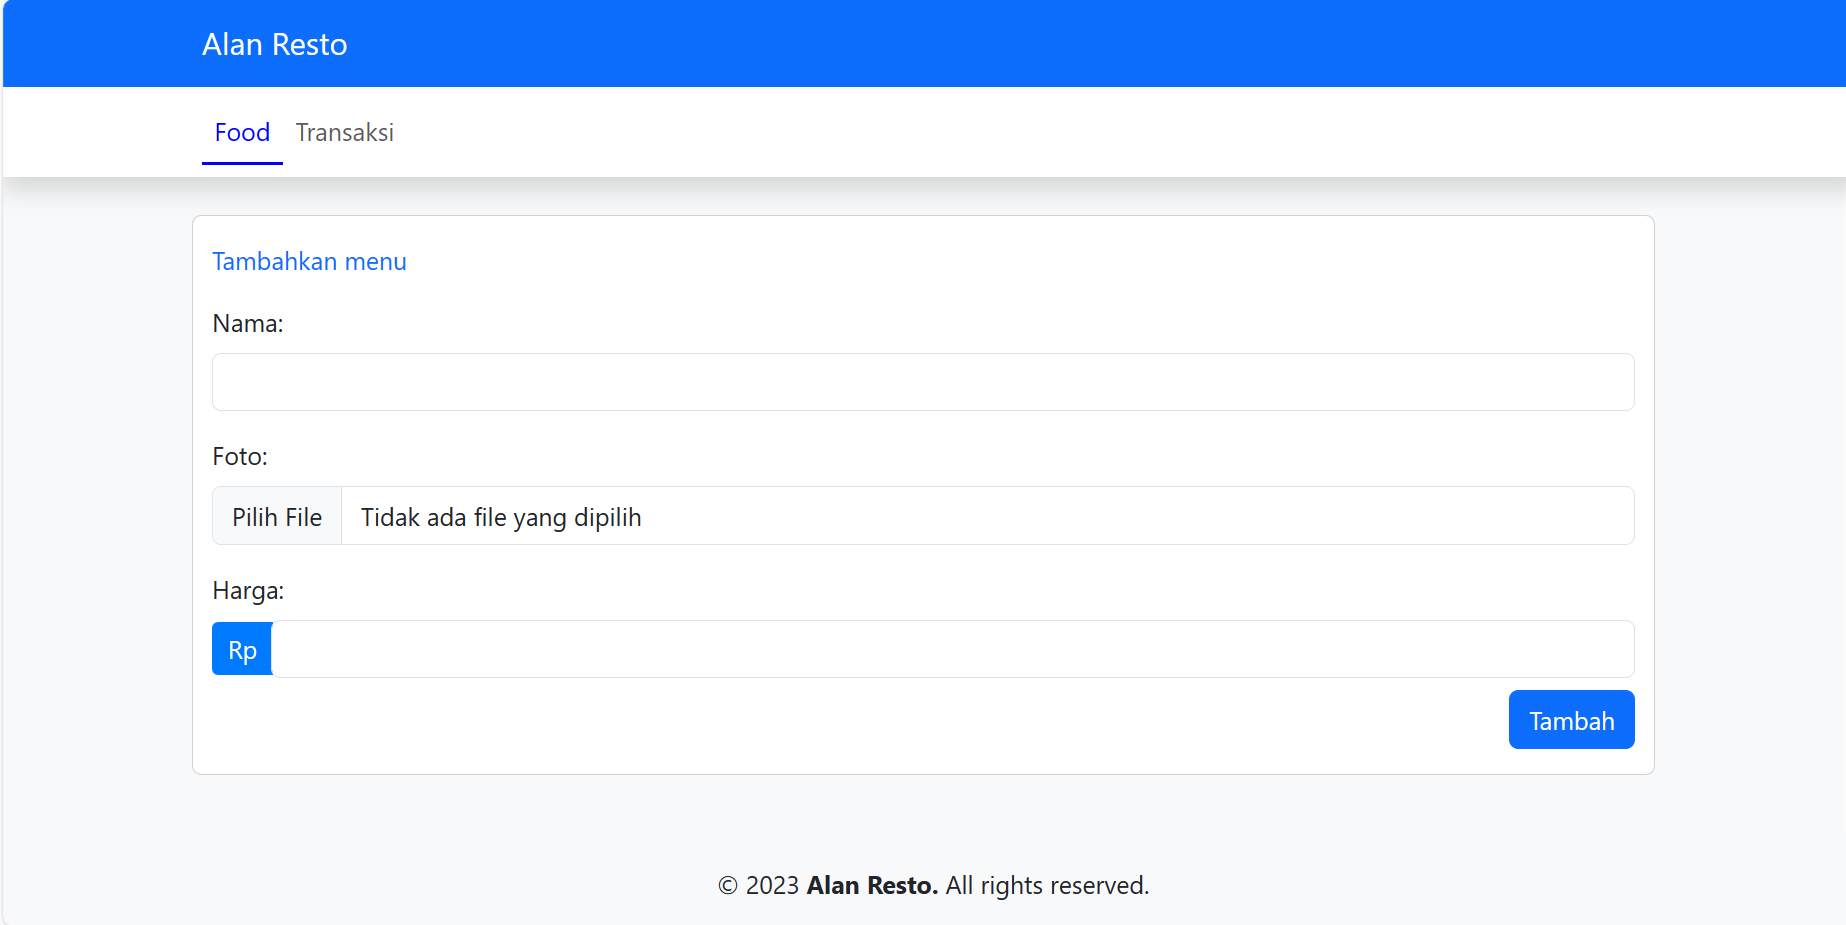 Alan Resto
Food Transaksi
Tambahkan menu
Nama:
Foto:
Pilih File Tidak ada file yang dipilih
Harga:
Rp
Tambah
© 2023 Alan Resto. All rights reserved.